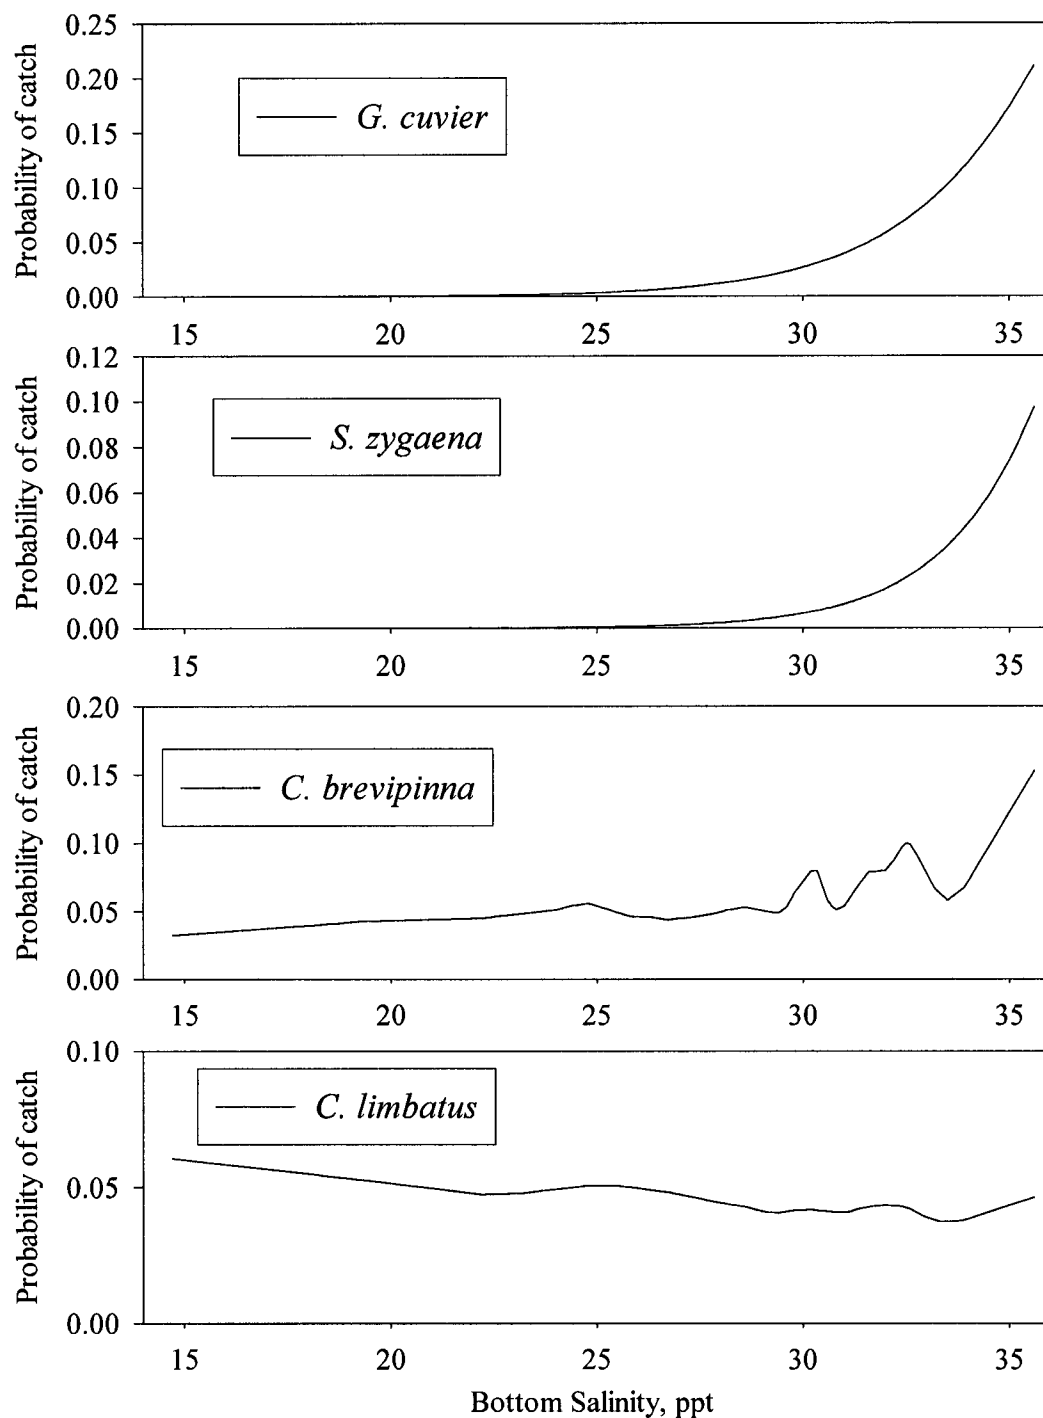 0.25
0.20
0.15
0.10
0.05
0.00
Probability of catch
G. cuvier
15 20 25 30 35
0.12
0.10
0.08
0.06
0.04
0.02
0.00
Probability of catch
S. zygaena
15 20 25 30 35
0.20
0.15
0.10
0.05
0.00
Probability of catch
C. brevipinna
15 20 25 30 35
0.10
0.05
0.00
Probability of catch
C. limbatus
15 20 25 30 35
Bottom Salinity, ppt